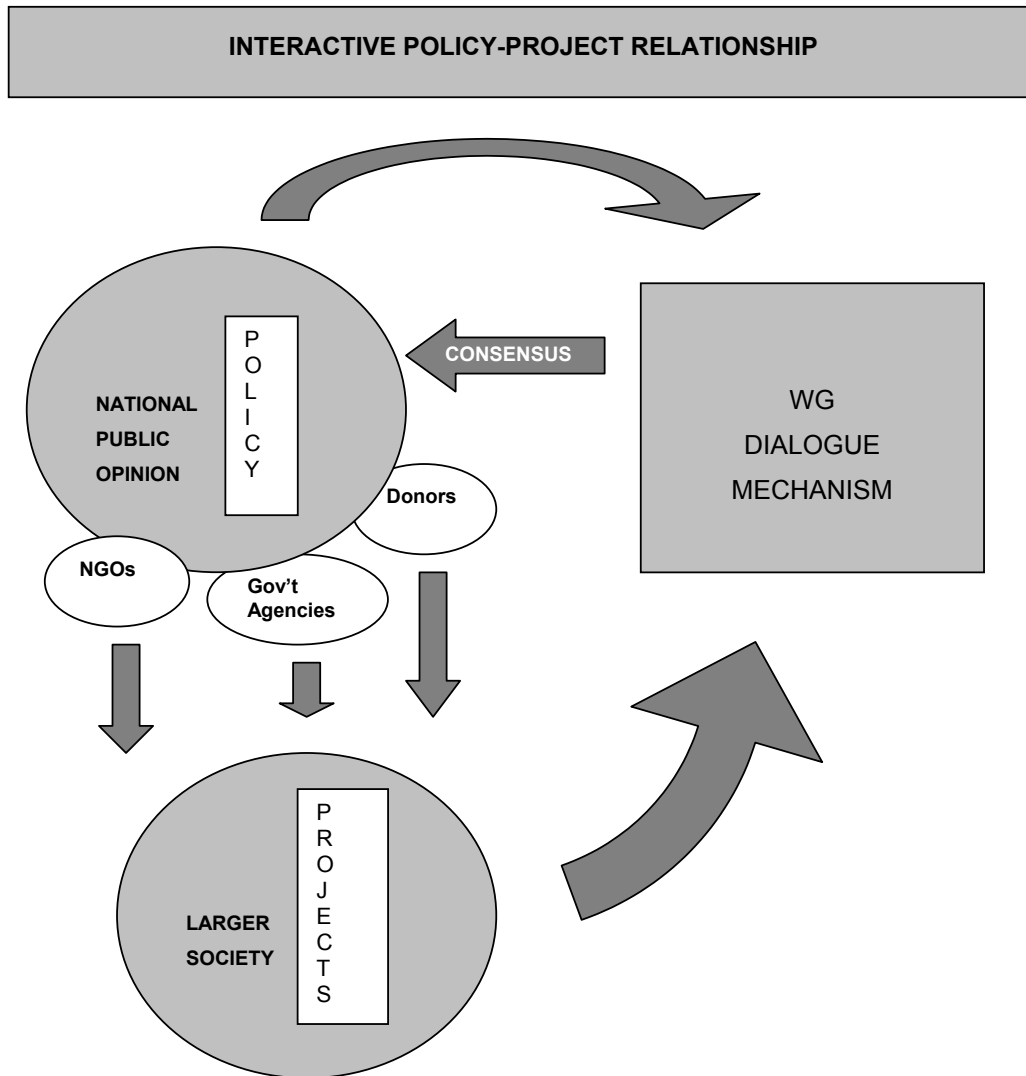 INTERACTIVE POLICY-PROJECT RELATIONSHIP
NATIONAL
PUBLIC
OPINION
P
O
L
I
C
Y
CONSENSUS
WG
DIALOGUE
MECHANISM
Donors
NGOs
Gov't
Agencies
LARGER
SOCIETY
P
R
O
J
E
C
T
S